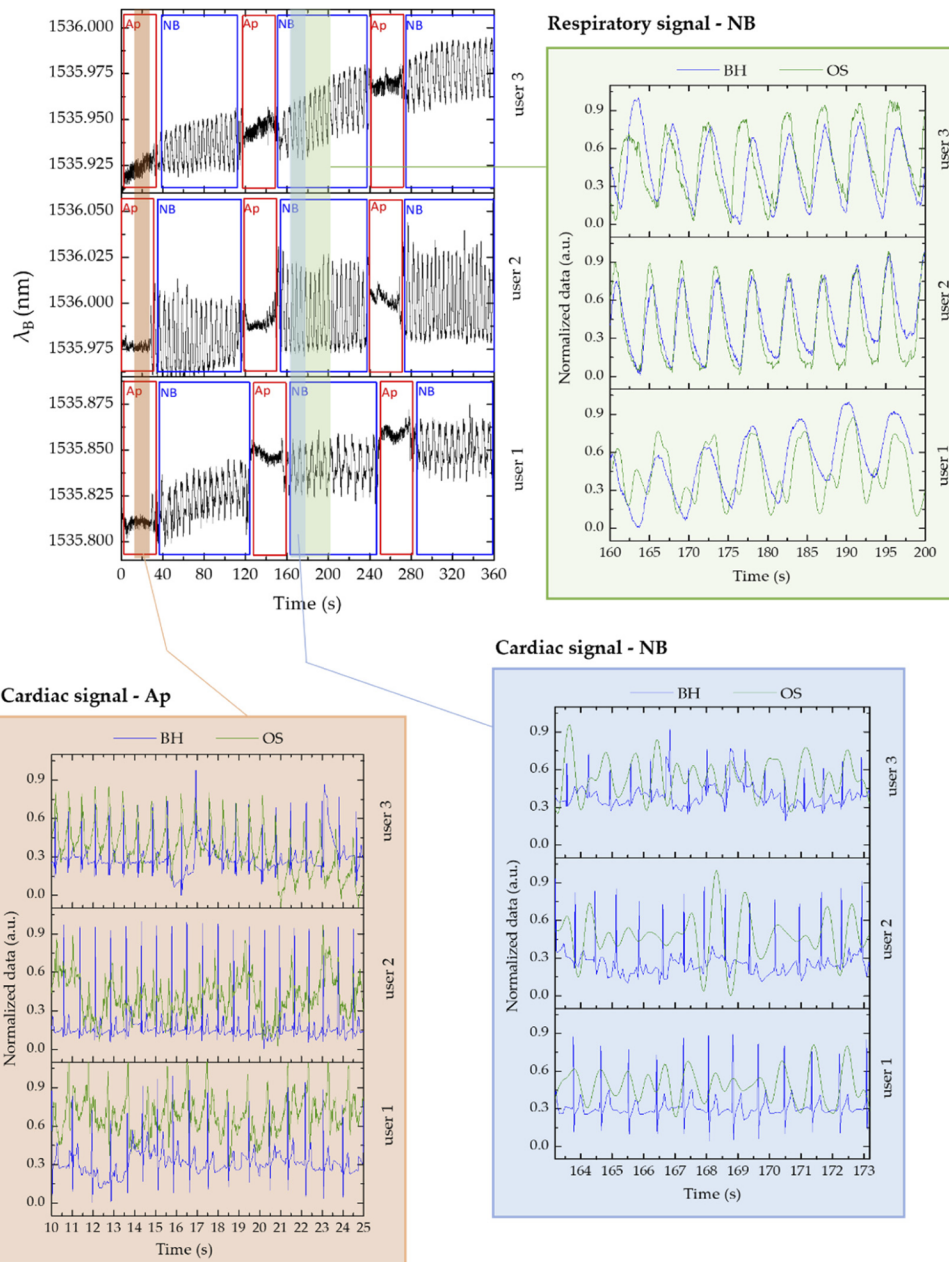 Respiratory signal - NB
λB (nm)
1536.000
1535.975
1535.950
1535.925
Ap NB Ap NB Ap NB
user 3
1536.050
1536.025
1536.000
1535.975
Ap NB Ap NB Ap NB
user 2
1535.875
1535.850
1535.825
1535.800
Ap NB Ap NB Ap NB
user 1
0 40 80 120 160 200 240 280 320 360
Time (s)
BH OS
Normalized data (a.u.)
0.9
0.6
0.3
0.0
user 3
0.9
0.6
0.3
0.0
user 2
0.9
0.6
0.3
0.0
user 1
160 165 170 175 180 185 190 195 200
Time (s)
Cardiac signal - Ap
BH OS
Normalized data (a.u.)
0.9
0.6
0.3
0.0
user 3
0.9
0.6
0.3
0.0
user 2
0.9
0.6
0.3
0.0
user 1
10 11 12 13 14 15 16 17 18 19 20 21 22 23 24 25
Time (s)
Cardiac signal - NB
BH OS
Normalized data (a.u.)
0.9
0.6
0.3
0.0
user 3
0.9
0.6
0.3
0.0
user 2
0.9
0.6
0.3
0.0
user 1
164 165 166 167 168 169 170 171 172 173
Time (s)